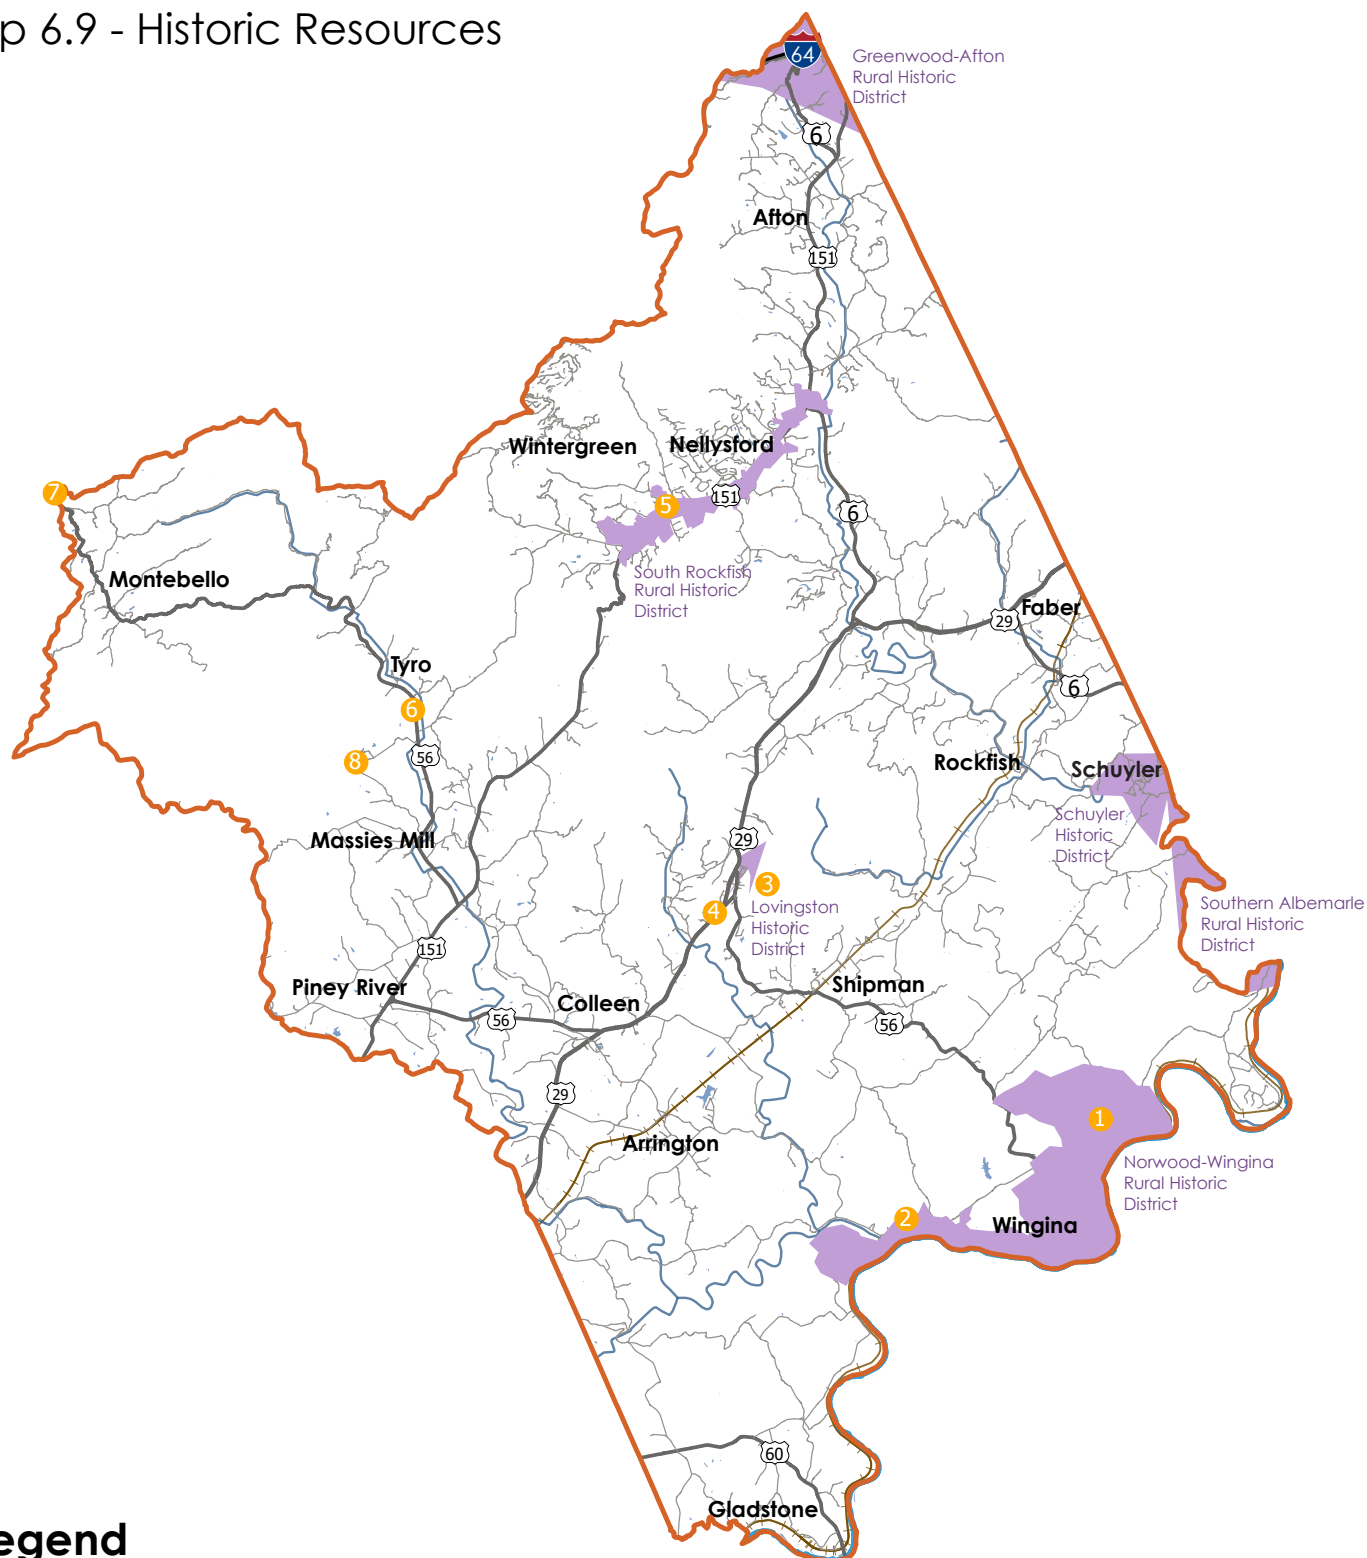 p 6.9 - Historic Resources
64
Greenwood-Afton
Rural Historic
District
6
Afton
151
Wintergreen
Nellysford
151
5
6
7
South Rockfish
Rural Historic
District
Montebello
29
Faber
Tyro
6
6
56
8
Rockfish
Schuyler
Schuyler
Historic
District
Massies Mill
29
3
4
Lovingston
Historic
District
Southern Albemarle
Rural Historic
District
151
Piney River
Colleen
Shipman
56
56
29
1
Arrington
Norwood-Wingina
Rural Historic
District
2
Wingina
60
Gladstone
egend